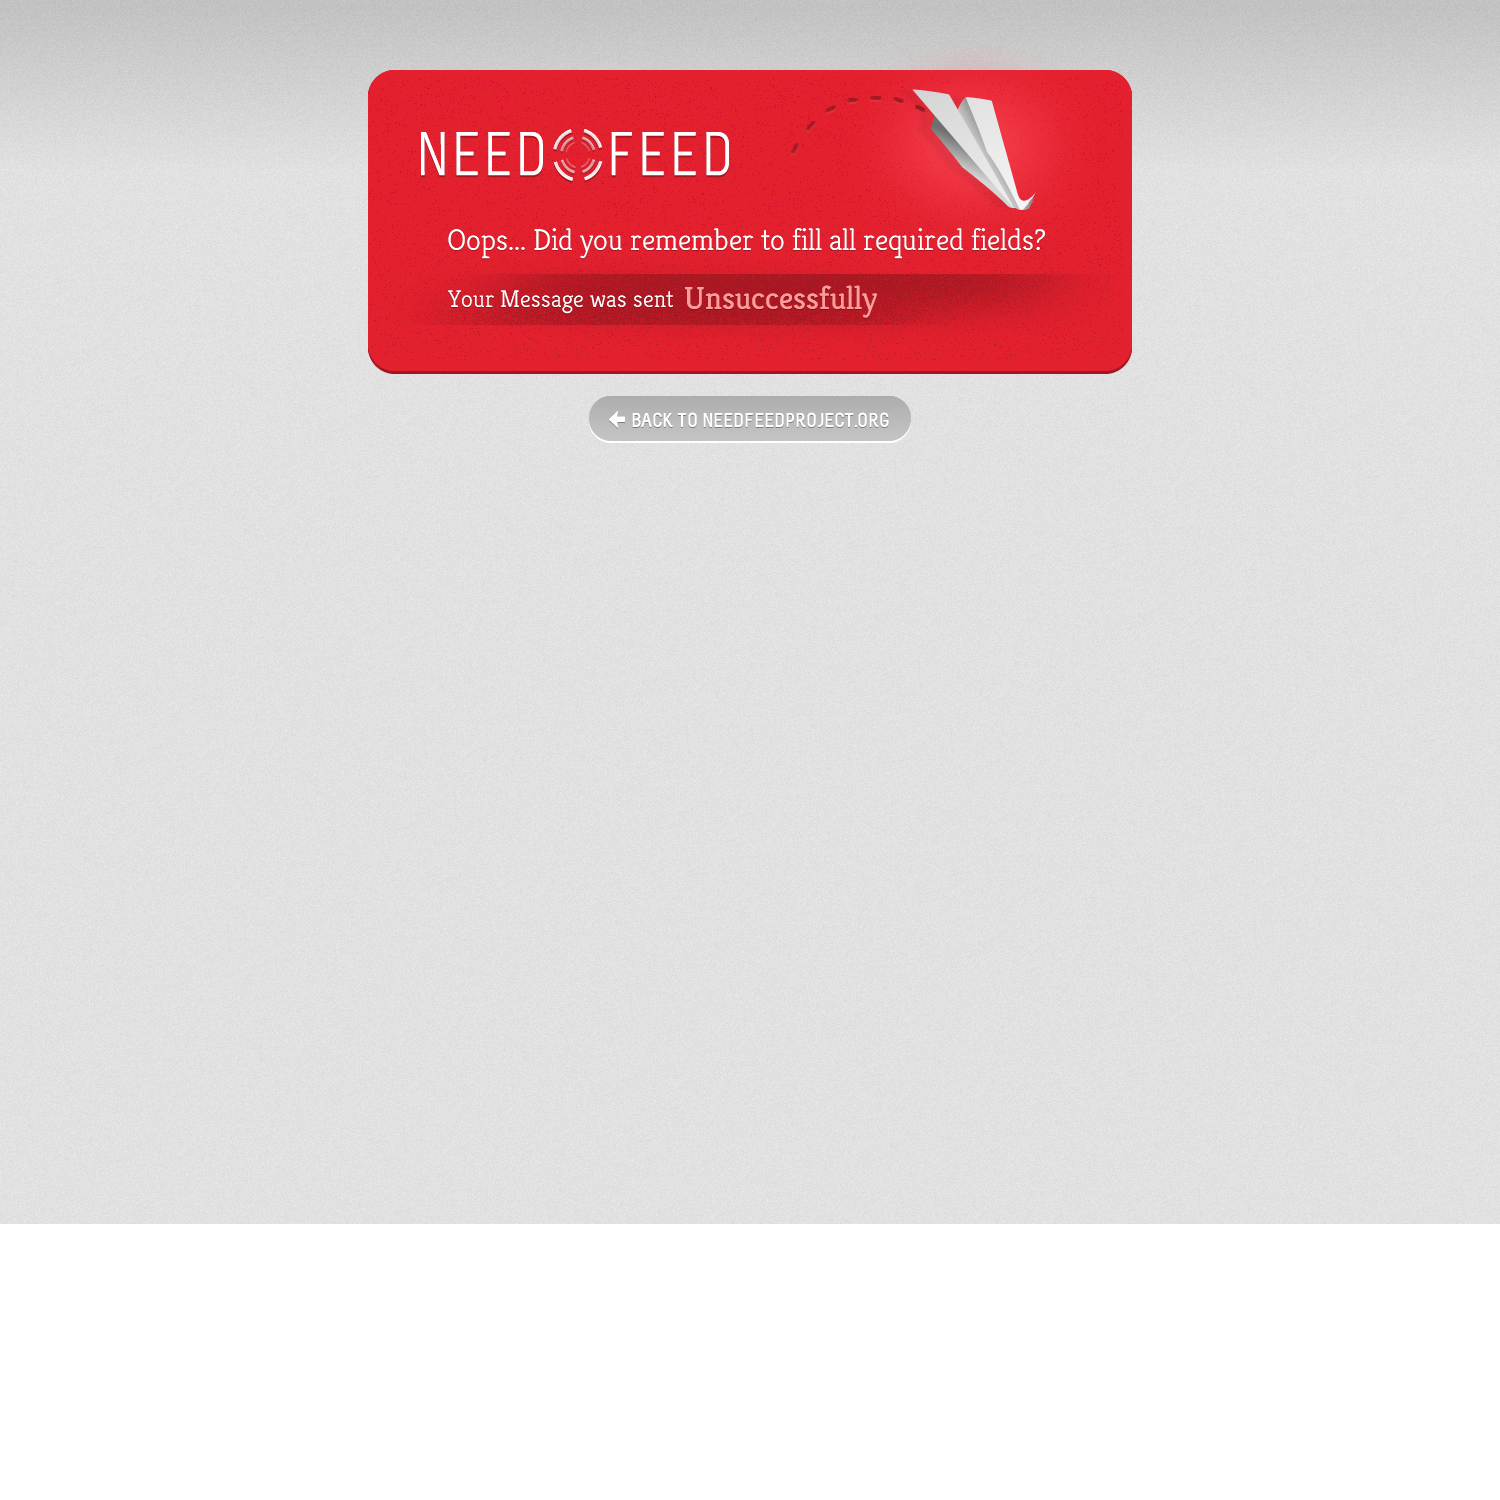 NEED FEED
Oops... Did you remember to fill all required fields?
Your Message was sent Unsuccessfully
BACK TO NEEDFEEDPROJECT.ORG